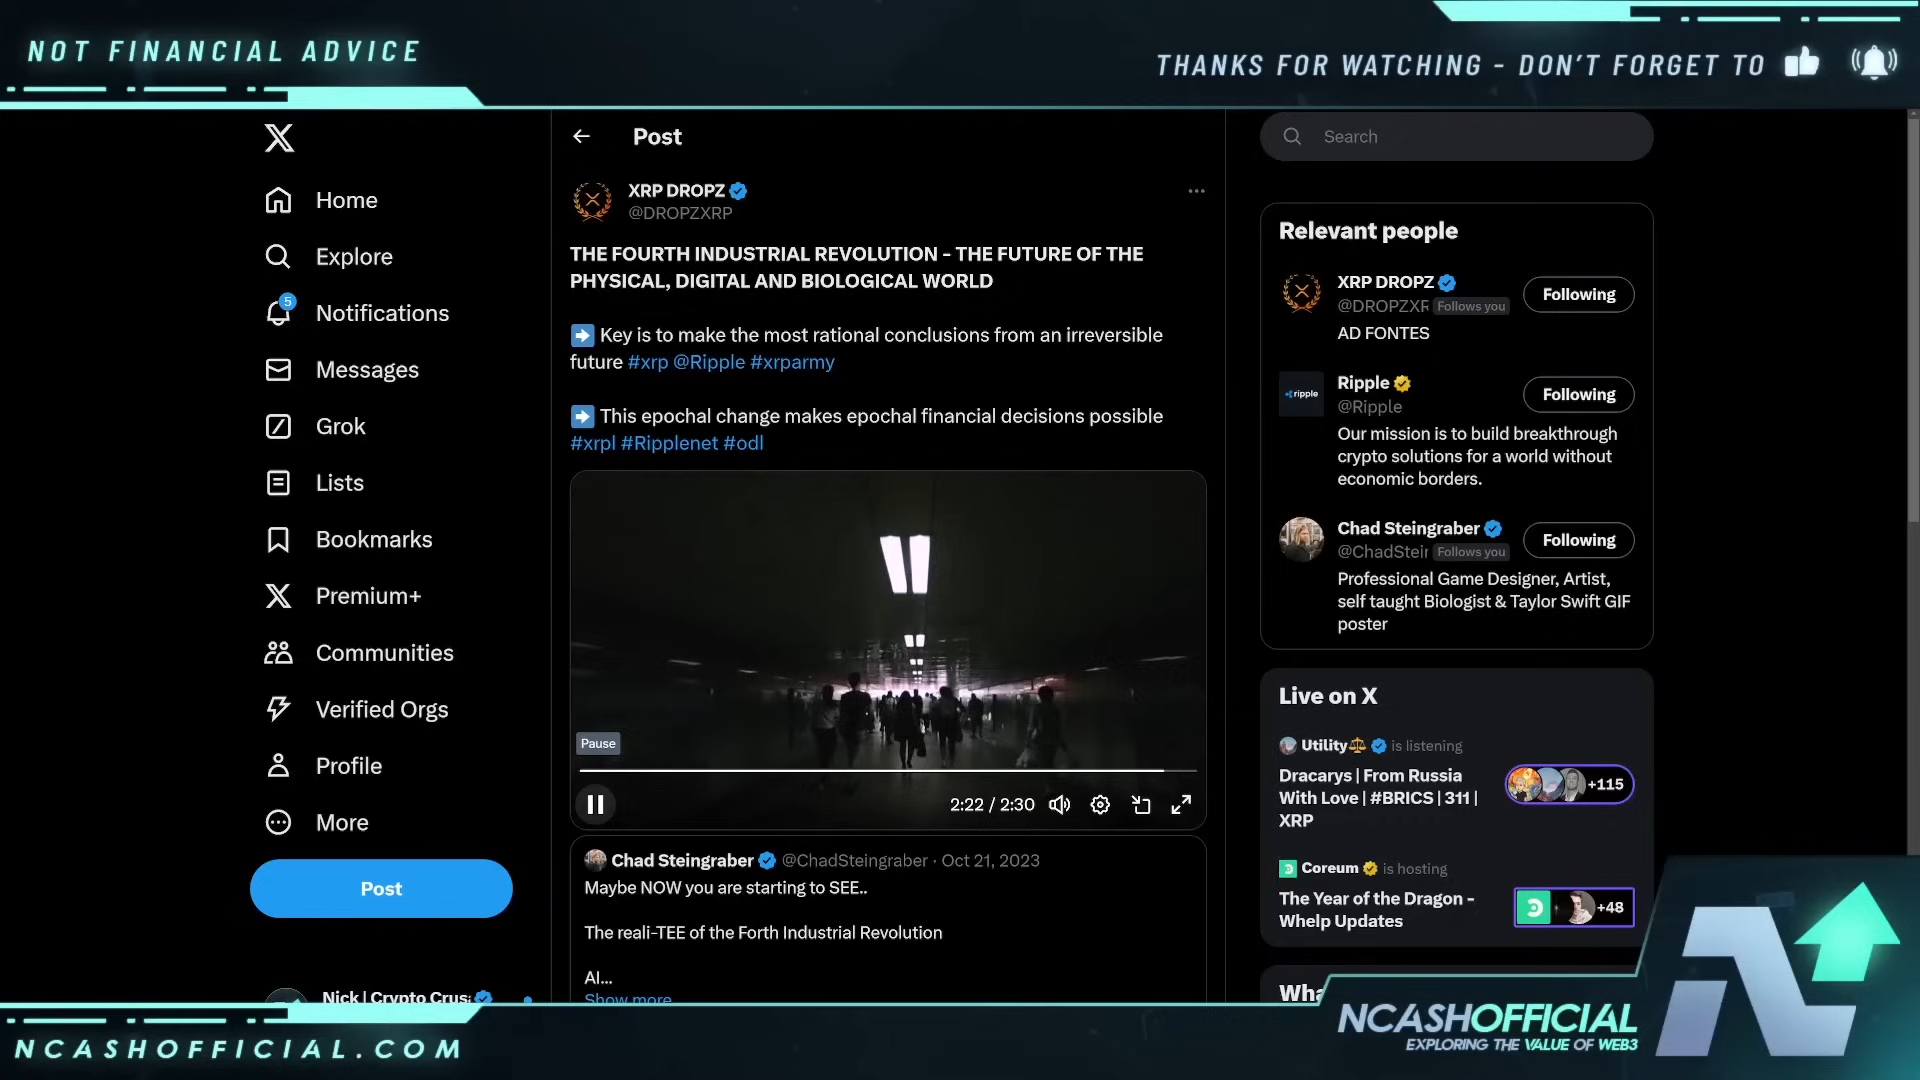 NOT FINANCIAL ADVICE
THANKS FOR WATCHING - DON'T FORGET TO
Home
Explore
5
Notifications
Messages
Grok
Lists
Bookmarks
Premium+
Communities
Verified Orgs
Profile
More
Post
Nick | Crypto Crus
Post
XRP DROPZ
@DROPZXRP
THE FOURTH INDUSTRIAL REVOLUTION - THE FUTURE OF THE
PHYSICAL, DIGITAL AND BIOLOGICAL WORLD
➡️ Key is to make the most rational conclusions from an irreversible
future #xrp @Ripple #xrparmy
➡️ This epochal change makes epochal financial decisions possible
#xrpl #Ripplenet #odl
Pause
2:22 / 2:30
Chad Steingraber @ChadSteingraber · Oct 21, 2023
Maybe NOW you are starting to SEE..
The reali-TEE of the Forth Industrial Revolution
AI...
Show more
Search
Relevant people
XRP DROPZ
@DROPZXF Follows you
Following
AD FONTES
ripple
Ripple
@Ripple
Following
Our mission is to build breakthrough
crypto solutions for a world without
economic borders.
Chad Steingraber
@ChadSteir Follows you
Following
Professional Game Designer, Artist,
self taught Biologist & Taylor Swift GIF
poster
Live on X
Utility⚖️ is listening
Dracarys | From Russia
With Love | #BRICS | 311 |
XRP
+115
Coreum is hosting
The Year of the Dragon -
Whelp Updates
+48
Wha
NCASHOFFICIAL.COM
NCASHOFFICIAL
EXPLORING THE VALUE OF WEB3